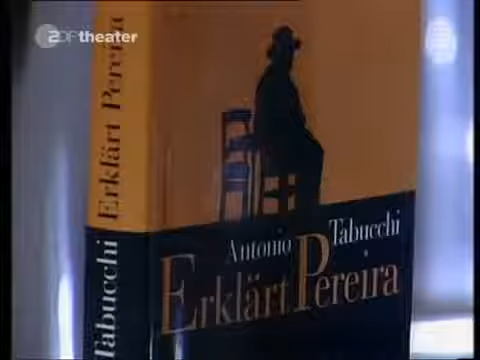 ZDFtheater
Tabucchi Erklärt Pereira
Antonio Tabucchi
Erklärt Pereira